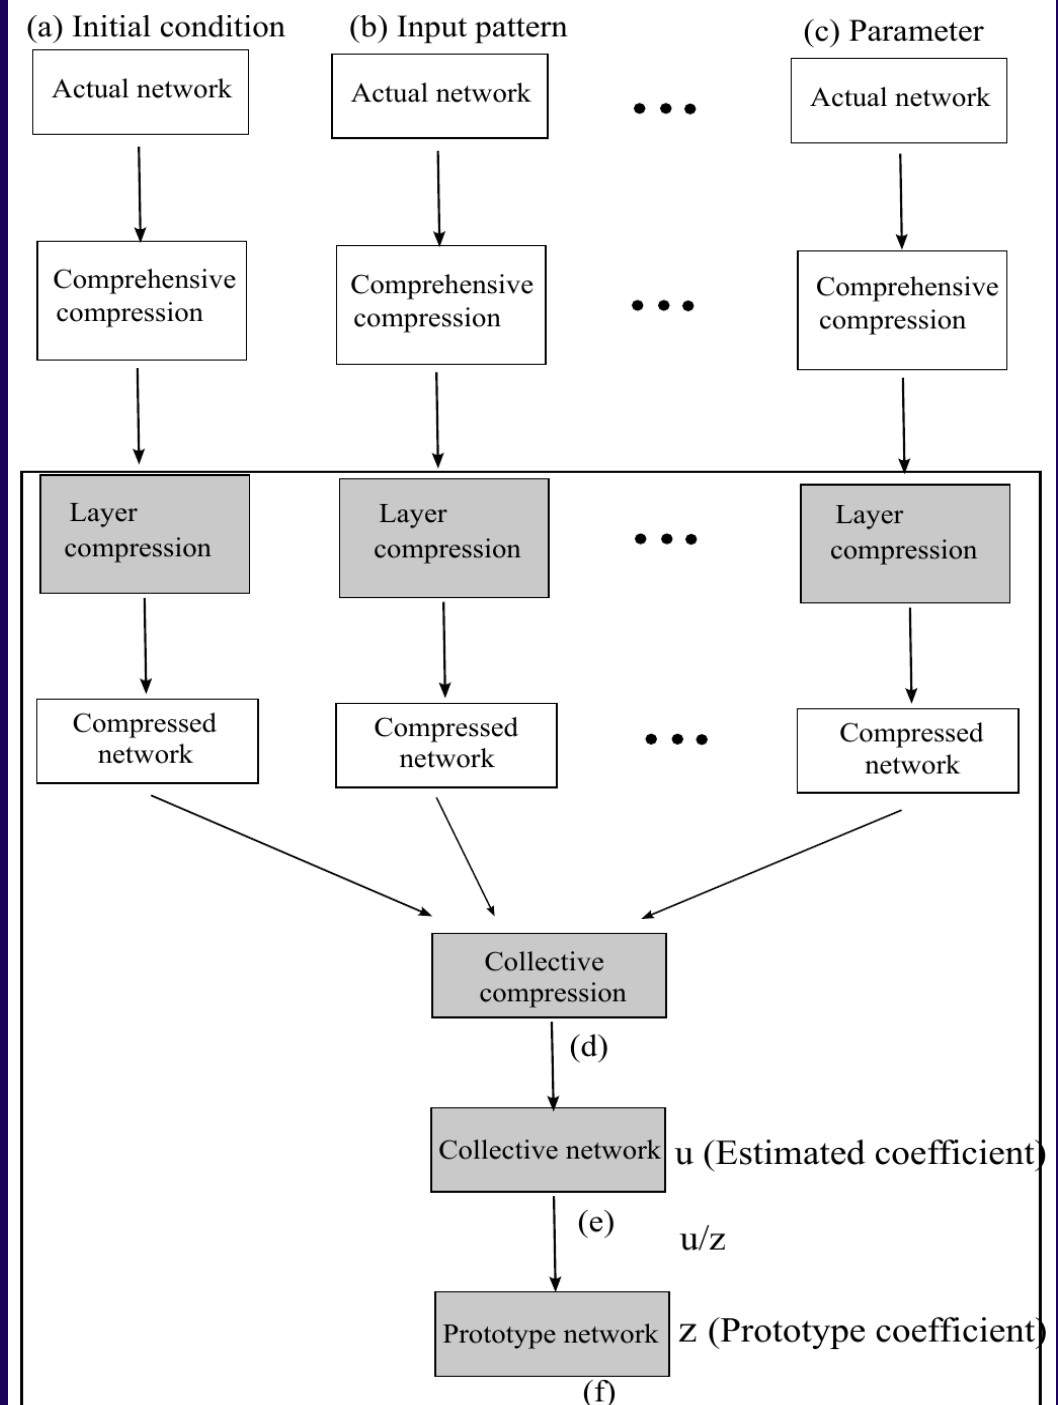 (a) Initial condition
(b) Input pattern
(c) Parameter
Actual network
Actual network
Actual network
Comprehensive
compression
Comprehensive
compression
Comprehensive
compression
Layer
compression
Layer
compression
Layer
compression
Compressed
network
Compressed
network
Compressed
network
Collective
compression
(d)
Collective network
u (Estimated coefficient)
(e)
u/z
Prototype network
z (Prototype coefficient)
(f)